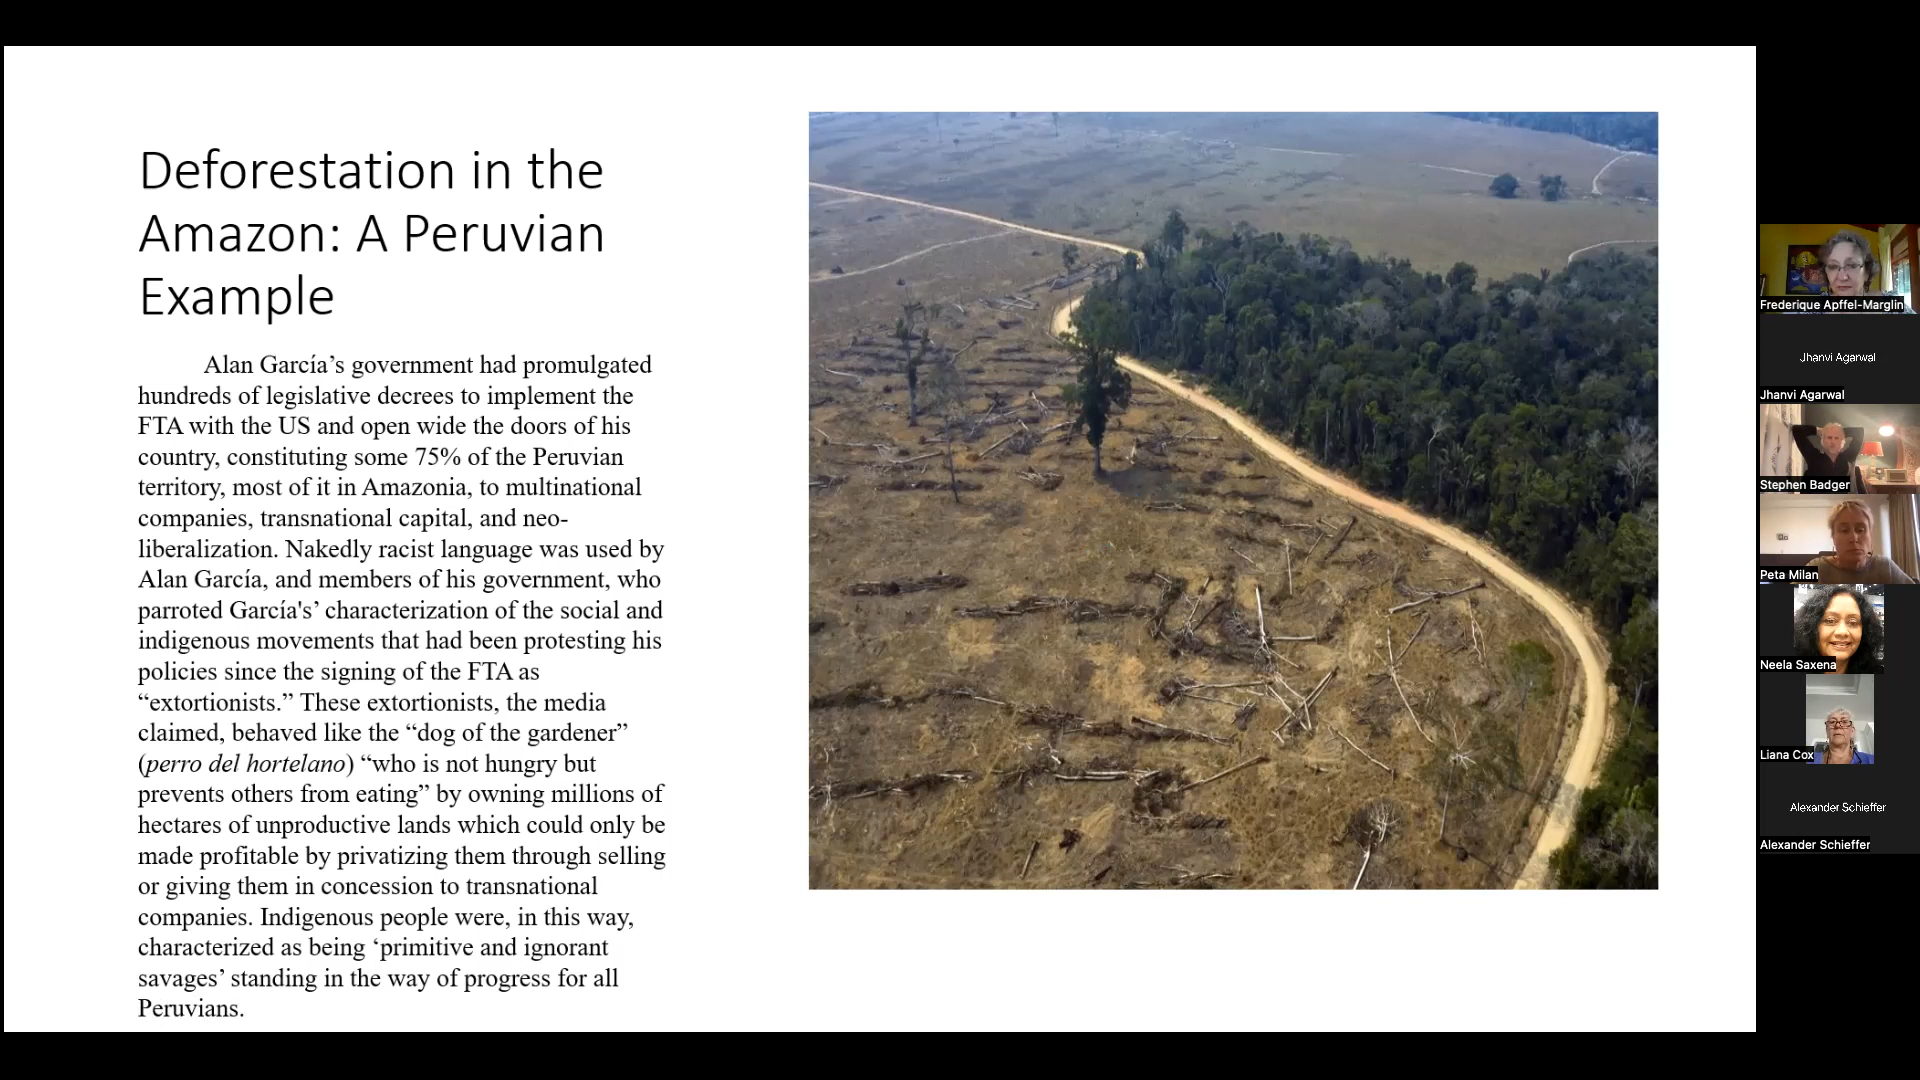 Deforestation in the
Amazon: A Peruvian
Example
Alan García’s government had promulgated
hundreds of legislative decrees to implement the
FTA with the US and open wide the doors of his
country, constituting some 75% of the Peruvian
territory, most of it in Amazonia, to multinational
companies, transnational capital, and neo-
liberalization. Nakedly racist language was used by
Alan García, and members of his government, who
parroted García's’ characterization of the social and
indigenous movements that had been protesting his
policies since the signing of the FTA as
“extortionists.” These extortionists, the media
claimed, behaved like the “dog of the gardener”
(perro del hortelano) “who is not hungry but
prevents others from eating” by owning millions of
hectares of unproductive lands which could only be
made profitable by privatizing them through selling
or giving them in concession to transnational
companies. Indigenous people were, in this way,
characterized as being ‘primitive and ignorant
savages’ standing in the way of progress for all
Peruvians.
Frederique Apffel-Marglin
Jhanvi Agarwal
Jhanvi Agarwal
Stephen Badger
Peta Milan
Neela Saxena
Liana Cox
Alexander Schieffer
Alexander Schieffer